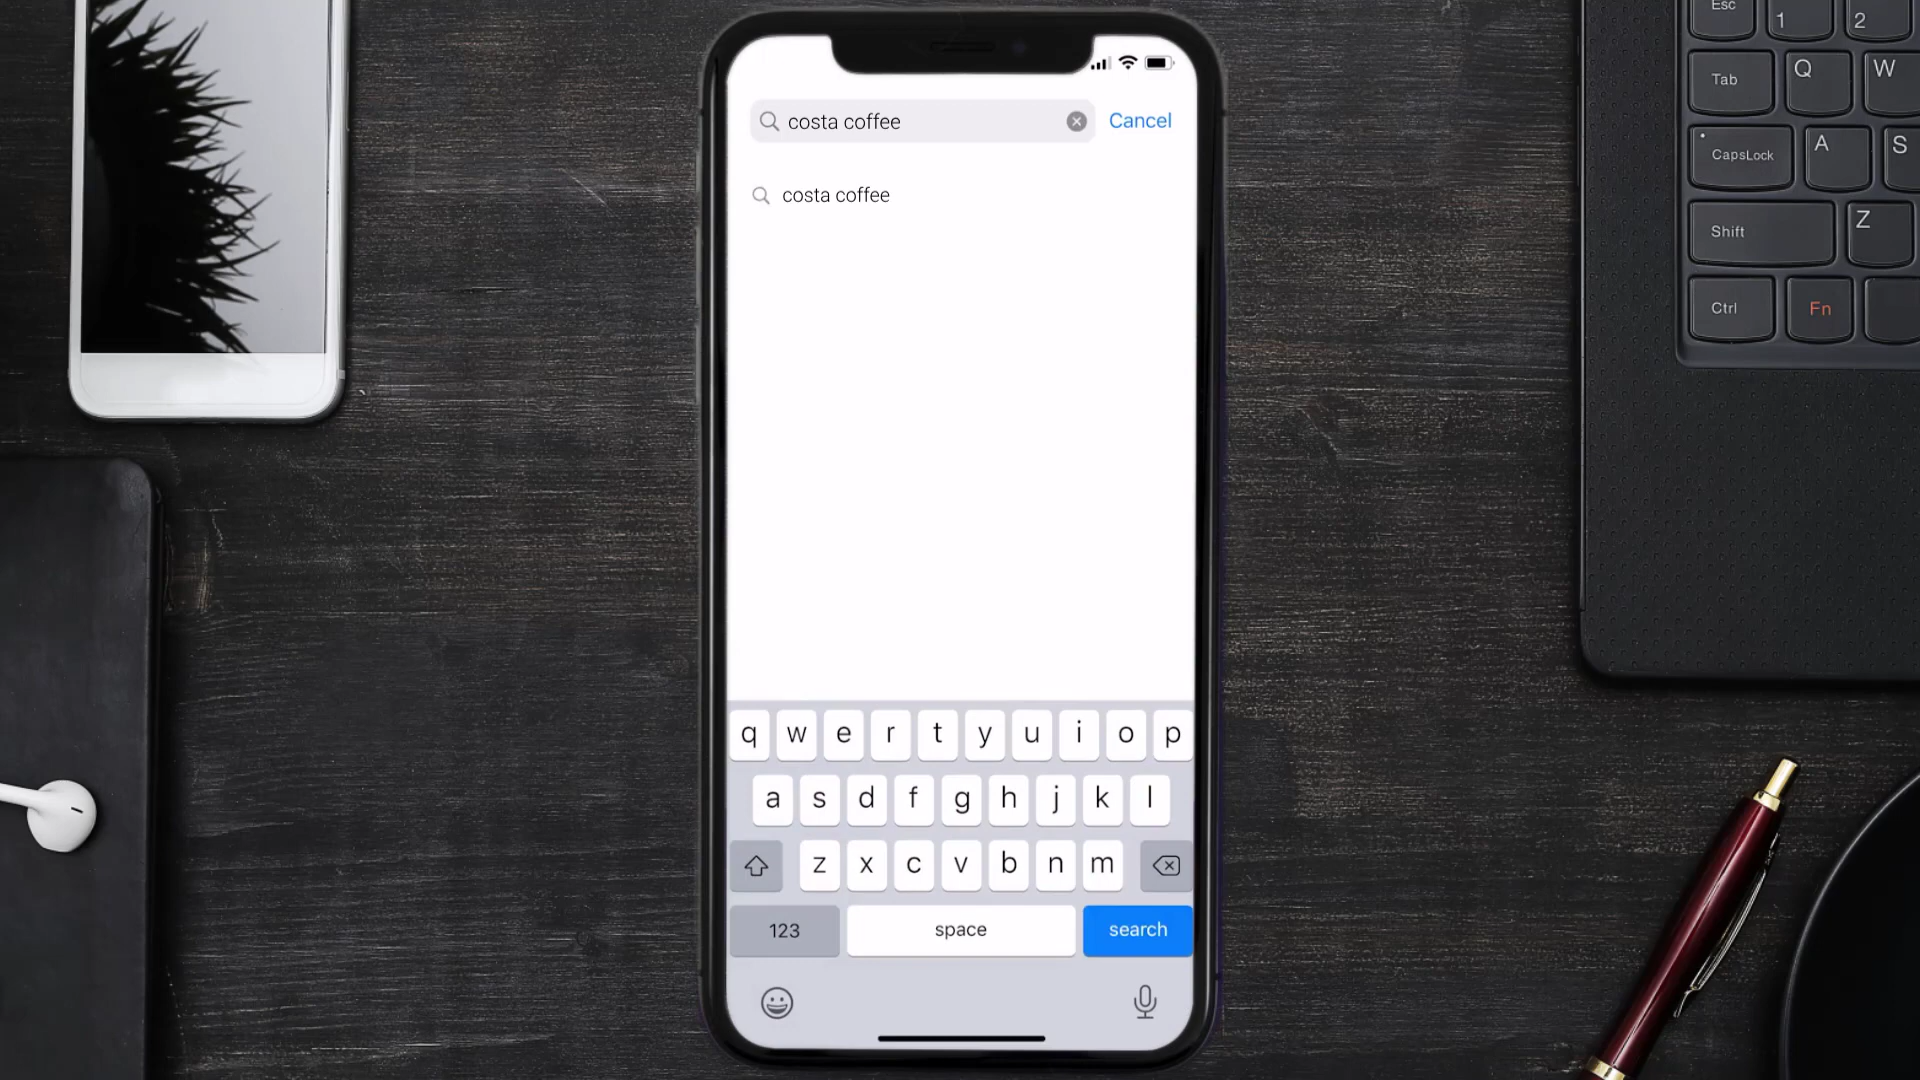 costa coffee
Cancel
costa coffee
q w e r t y u i o p
a s d f g h j k l
z x c v b n m
123 space search
Esc 1 2
Tab Q W
CapsLock A S
Shift Z
Ctrl Fn